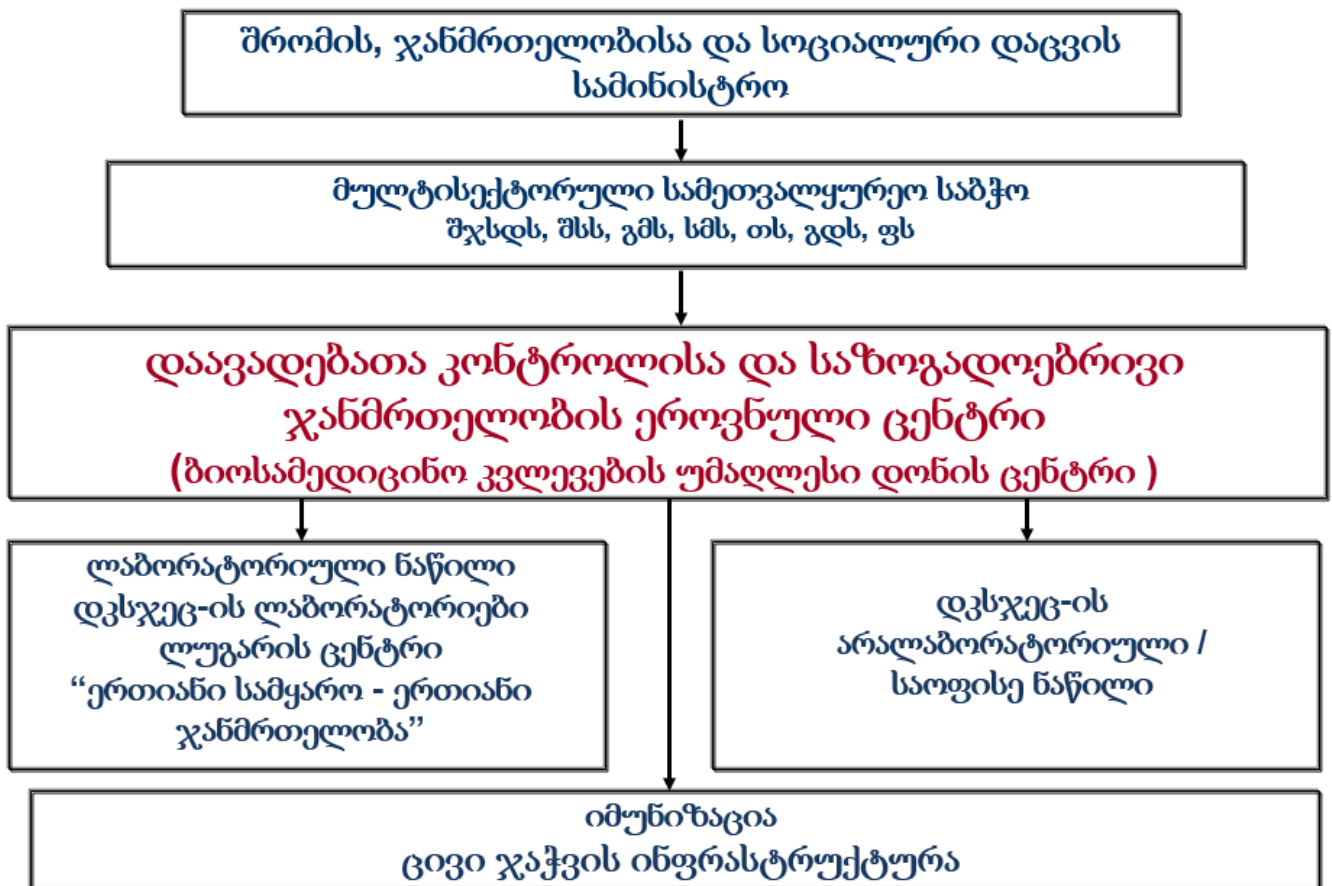 შრომის, ჯანმრთელობისა და სოციალური დაცვის
სამინისტრო
მულტისექტორული სამეთვალყურეო საბჭო
შჯსდს, შსს, გმს, სმს, თს, გდს, ფს
დაავადებათა კონტროლისა და საზოგადოებრივი
ჯანმრთელობის ეროვნული ცენტრი
(ბიოსამედიცინო კვლევების უმაღლესი დონის ცენტრი )
ლაბორატორიული ნაწილი
დკსჯეც-ის ლაბორატორიები
ლუგარის ცენტრი
“ერთიანი სამყარო - ერთიანი
ჯანმრთელობა”
დკსჯეც-ის
არალაბორატორიული /
საოფისე ნაწილი
იმუნიზაცია
ცივი ჯაჭვის ინფრასტრუქტურა